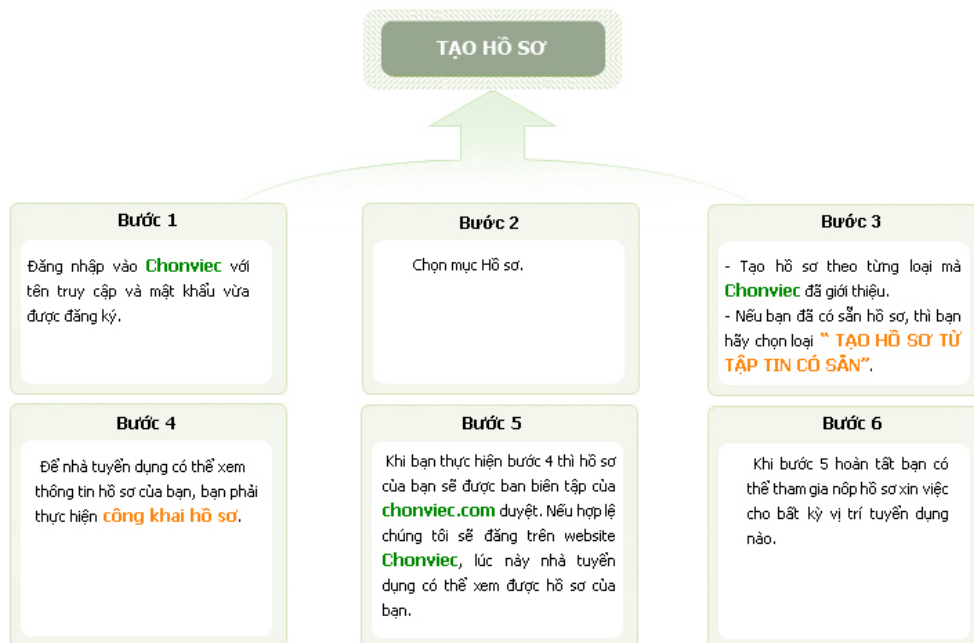 TẠO HỒ SƠ
Bước 1
Đăng nhập vào Chonviec với
tên truy cập và mật khẩu vừa
được đăng ký.
Bước 2
Chọn mục Hồ sơ.
Bước 3
- Tạo hồ sơ theo từng loại mà
Chonviec đã giới thiệu.
- Nếu bạn đã có sẵn hồ sơ, thì bạn
hãy chọn loại “ TẠO HỒ SƠ TỪ
TẬP TIN CÓ SẴN”.
Bước 4
Để nhà tuyển dụng có thể xem
thông tin hồ sơ của bạn, bạn phải
thực hiện công khai hồ sơ.
Bước 5
Khi bạn thực hiện bước 4 thì hồ sơ
của bạn sẽ được ban biên tập của
chonviec.com duyệt. Nếu hợp lệ
chúng tôi sẽ đăng trên website
Chonviec, lúc này nhà tuyển
dụng có thể xem được hồ sơ của
bạn.
Bước 6
Khi bước 5 hoàn tất bạn có
thể tham gia nôp hồ sơ xin việc
cho bất kỳ vị trí tuyển dụng
nào.